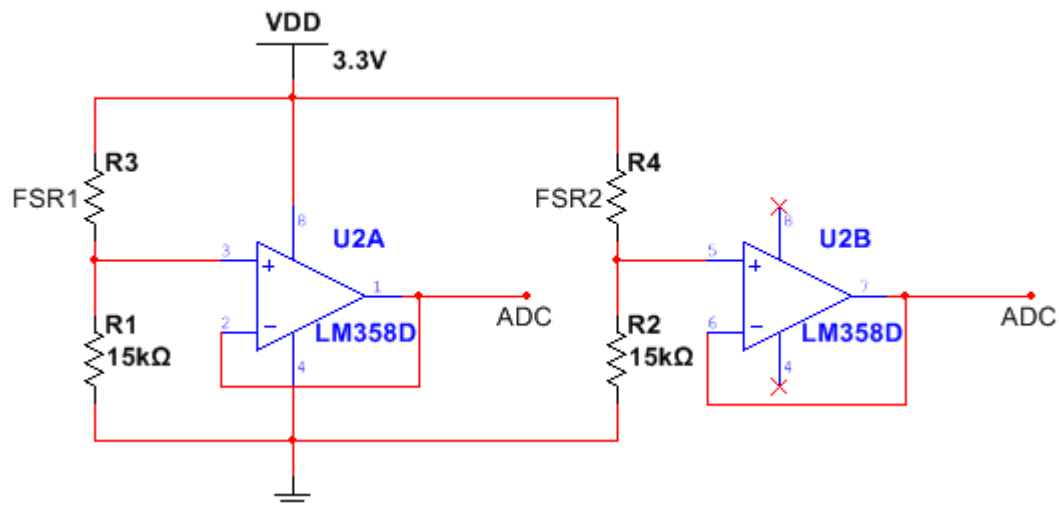 VDD
3.3V
R3
FSR1
8
U2A
3
1
2
LM358D
4
ADC
R1
15kΩ
R4
FSR2
8
U2B
5
7
6
LM358D
4
ADC
R2
15kΩ